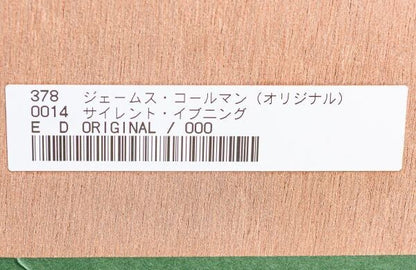 378 ジェームス・コールマン (オリジナル)
0014 サイレント・イブニング
E D ORIGINAL / 000